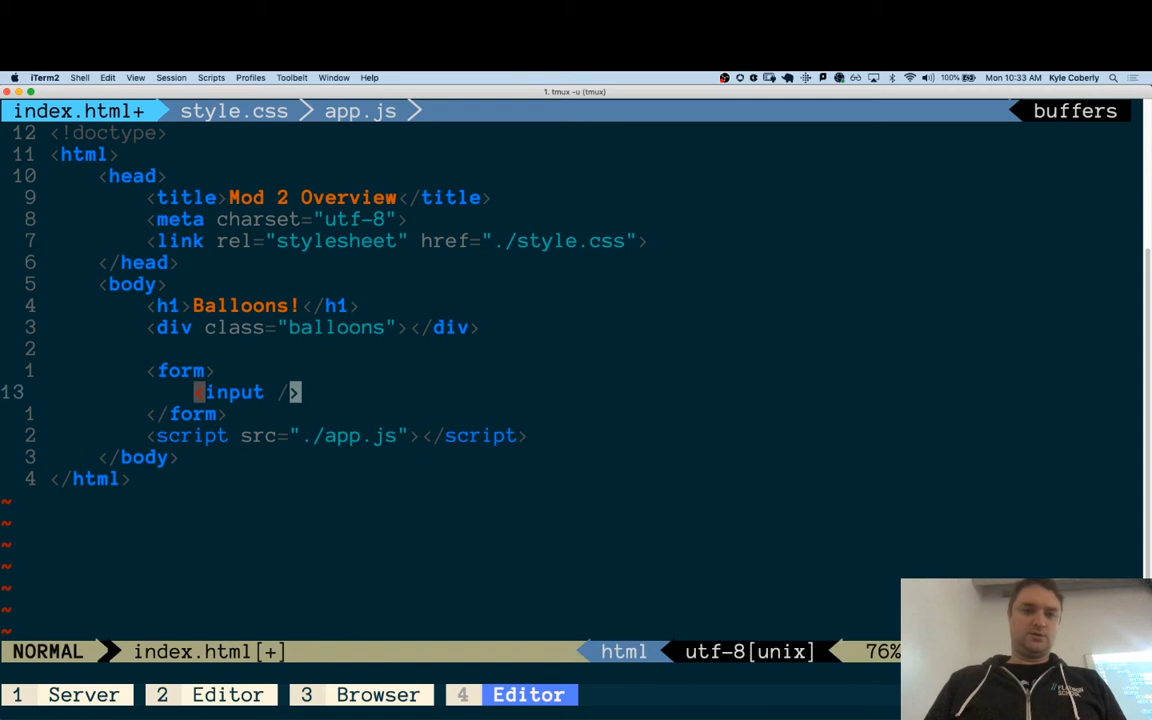 iTerm2 Shell Edit View Session Scripts Profiles Toolbelt Window Help 100% Mon 10:33 AM Kyle Coberly
1. tmux -u (tmux)
index.html+ style.css app.js buffers
12 <!doctype>
11 <html>
10 <head>
9 <title>Mod 2 Overview</title>
8 <meta charset="utf-8">
7 <link rel="stylesheet" href="./style.css">
6 </head>
5 <body>
4 <h1>Balloons!</h1>
3 <div class="balloons"></div>
2
1 <form>
13 <input />
1 </form>
2 <script src="./app.js"></script>
3 </body>
4 </html>
~
~
~
~
~
~
~
NORMAL index.html[+] html utf-8[unix] 76%
1 Server 2 Editor 3 Browser 4 Editor